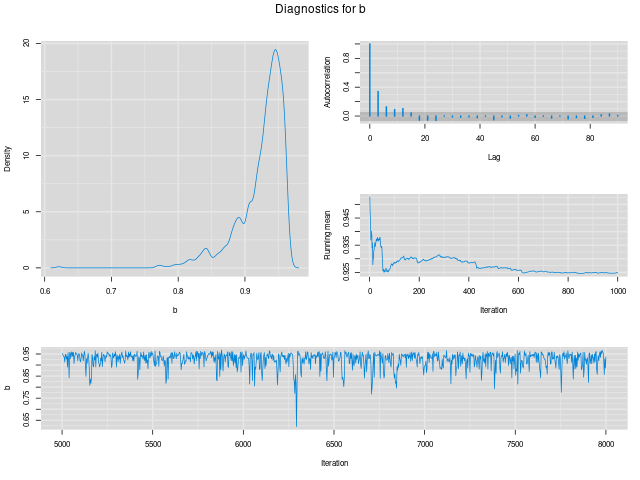 Diagnostics for b
Density
0 5 10 15 20
0.6 0.7 0.8 0.9
b
Autocorrelation
0.0 0.4 0.8
0 20 40 60 80
Lag
Running mean
0.925 0.935 0.945
0 200 400 600 800 1000
Iteration
b
0.65 0.75 0.85 0.95
5000 5500 6000 6500 7000 7500 8000
Iteration